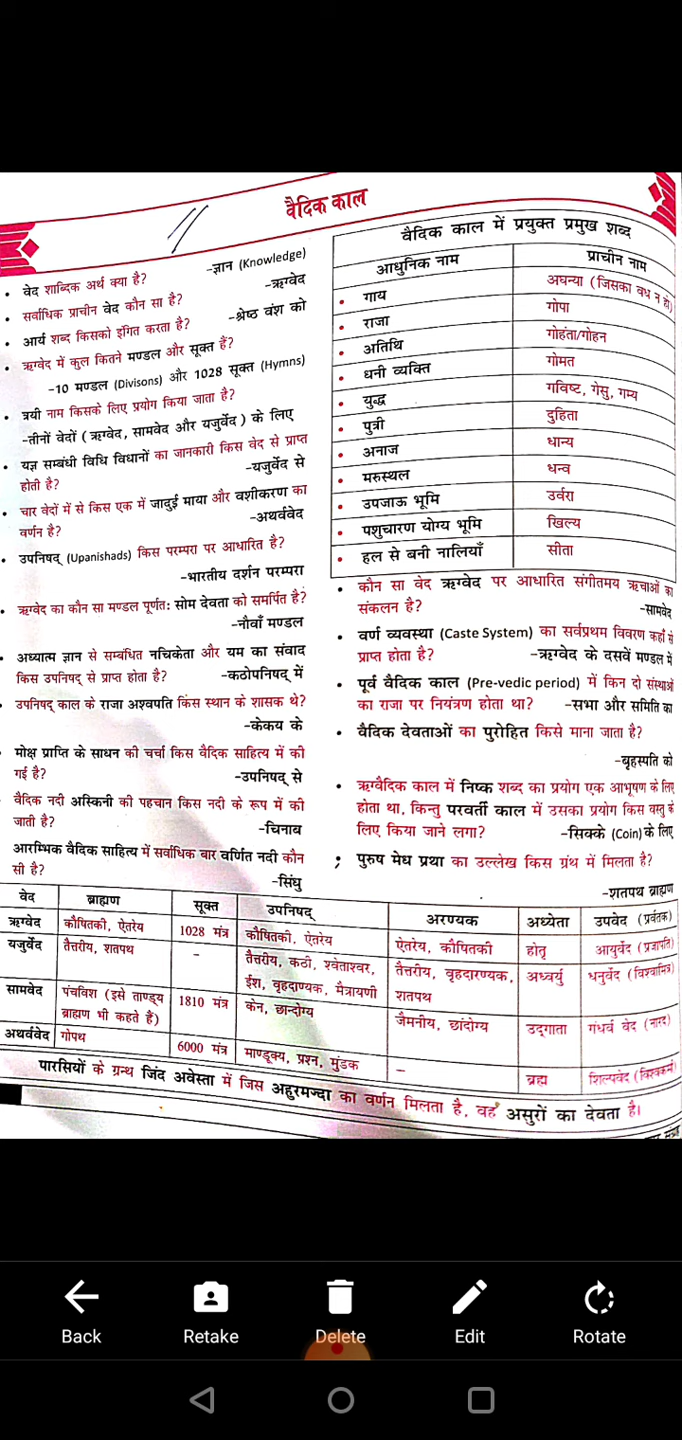 वैदिक काल
• वेद शाब्दिक अर्थ क्या है?
–ज्ञान (Knowledge)
• सर्वाधिक प्राचीन वेद कौन सा है?
–ऋग्वेद
• आर्य शब्द किसको इंगित करता है?
–श्रेष्ठ वंश को
• ऋग्वेद में कुल कितने मण्डल और सूक्त हैं?
–10 मण्डल (Divisons) और 1028 सूक्त (Hymns)
• त्रयी नाम किसके लिए प्रयोग किया जाता है?
–तीनों वेदों (ऋग्वेद, सामवेद और यजुर्वेद) के लिए
• यज्ञ सम्बंधी विधि विधानों का जानकारी किस वेद से प्राप्त
होती है? –यजुर्वेद से
• चार वेदों में से किस एक में जादुई माया और वशीकरण का
वर्णन है? –अथर्ववेद
• उपनिषद् (Upanishads) किस परम्परा पर आधारित है?
–भारतीय दर्शन परम्परा
• ऋग्वेद का कौन सा मण्डल पूर्णत: सोम देवता को समर्पित है?
–नौवाँ मण्डल
• अध्यात्म ज्ञान से सम्बंधित नचिकेता और यम का संवाद
किस उपनिषद् से प्राप्त होता है? –कठोपनिषद् में
• उपनिषद् काल के राजा अश्वपति किस स्थान के शासक थे?
–केकय के
मोक्ष प्राप्ति के साधन की चर्चा किस वैदिक साहित्य में की
गई है? –उपनिषद् से
वैदिक नदी अस्किनी की पहचान किस नदी के रूप में की
जाती है? –चिनाब
आरम्भिक वैदिक साहित्य में सर्वाधिक बार वर्णित नदी कौन
सी है? –सिंधु
वैदिक काल में प्रयुक्त प्रमुख शब्द
आधुनिक नाम प्राचीन नाम
• गाय अघन्या (जिसका वध न हो)
• राजा गोपा
• अतिथि गोहंता/गोहन
• धनी व्यक्ति गोमत
• युद्ध गविष्ट, गेसु, गम्य
• पुत्री दुहिता
• अनाज धान्य
• मरुस्थल धन्व
• उपजाऊ भूमि उर्वरा
• पशुचारण योग्य भूमि खिल्य
• हल से बनी नालियाँ सीता
• कौन सा वेद ऋग्वेद पर आधारित संगीतमय ऋचाओं का
संकलन है? –सामवेद
• वर्ण व्यवस्था (Caste System) का सर्वप्रथम विवरण कहाँ से
प्राप्त होता है? –ऋग्वेद के दसवें मण्डल में
• पूर्व वैदिक काल (Pre-vedic period) में किन दो संस्थाओं
का राजा पर नियंत्रण होता था? –सभा और समिति का
• वैदिक देवताओं का पुरोहित किसे माना जाता है?
–बृहस्पति को
• ऋग्वैदिक काल में निष्क शब्द का प्रयोग एक आभूषण के लिए
होता था, किन्तु परवर्ती काल में उसका प्रयोग किस वस्तु के
लिए किया जाने लगा? –सिक्के (Coin) के लिए
; पुरुष मेध प्रथा का उल्लेख किस ग्रंथ में मिलता है?
–शतपथ ब्राह्मण
वेद ब्राह्मण सूक्त उपनिषद् अरण्यक अध्येता उपवेद (प्रर्वतक)
ऋग्वेद कौषितकी, ऐतरेय 1028 मंत्र कौषितकी, ऐतरेय ऐतरेय, कौषितकी होतृ आयुर्वेद (प्रजापति)
यजुर्वेद तैत्तरीय, शतपथ – तैत्तरीय, कठी, श्वेताश्वर, तैत्तरीय, वृहदारण्यक, अध्वर्यु धनुर्वेद (विश्वामित्र)
ईश, वृहदाण्यक, मैत्रायणी शतपथ
सामवेद पंचविश (इसे ताण्ड्य 1810 मंत्र केन, छान्दोग्य जैमनीय, छांदोग्य उद्गाता गंधर्व वेद (नारद)
ब्राह्मण भी कहते हैं)
अथर्ववेद गोपथ 6000 मंत्र माण्डूक्य, प्रश्न, मुंडक – ब्रह्म शिल्पवेद (विश्वकर्मा)
पारसियों के ग्रन्थ जिंद अवेस्ता में जिस अहुरमज्दा का वर्णन मिलता है, वह असुरों का देवता है।
Back Retake Delete Edit Rotate